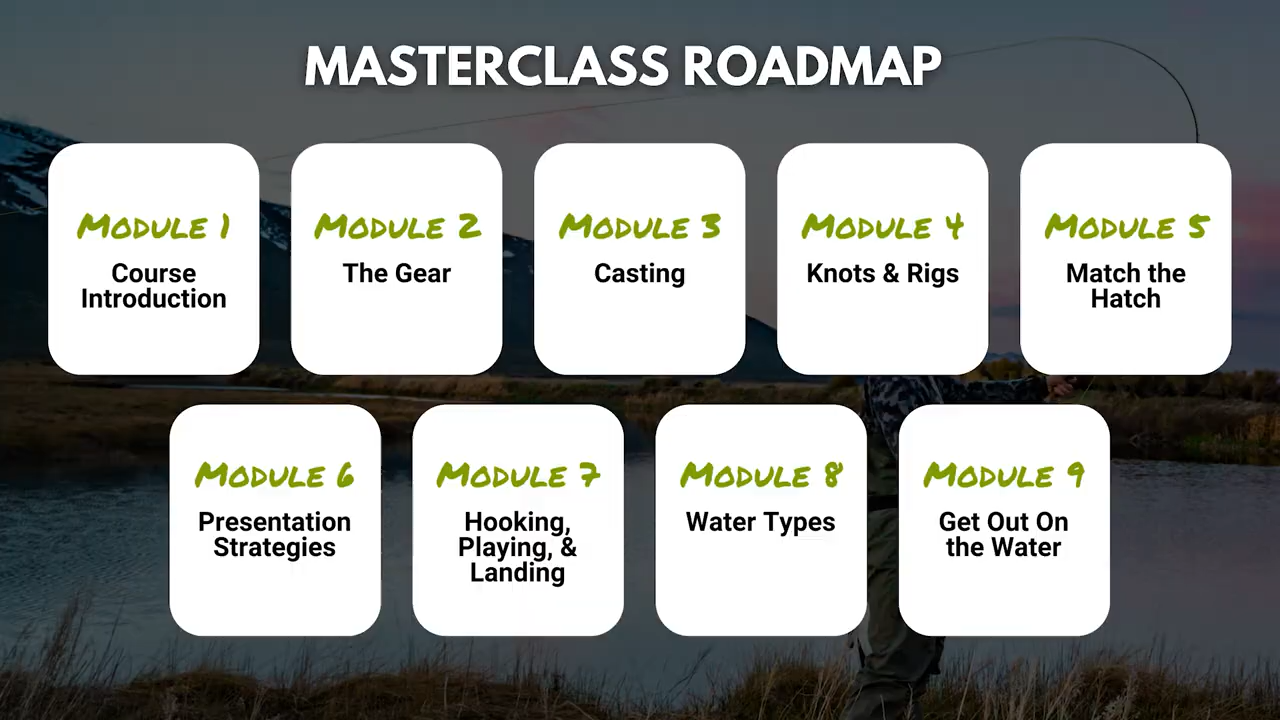 MASTERCLASS ROADMAP
MODULE 1
Course
Introduction
MODULE 2
The Gear
MODULE 3
Casting
MODULE 4
Knots & Rigs
MODULE 5
Match the
Hatch
MODULE 6
Presentation
Strategies
MODULE 7
Hooking,
Playing, &
Landing
MODULE 8
Water Types
MODULE 9
Get Out On
the Water